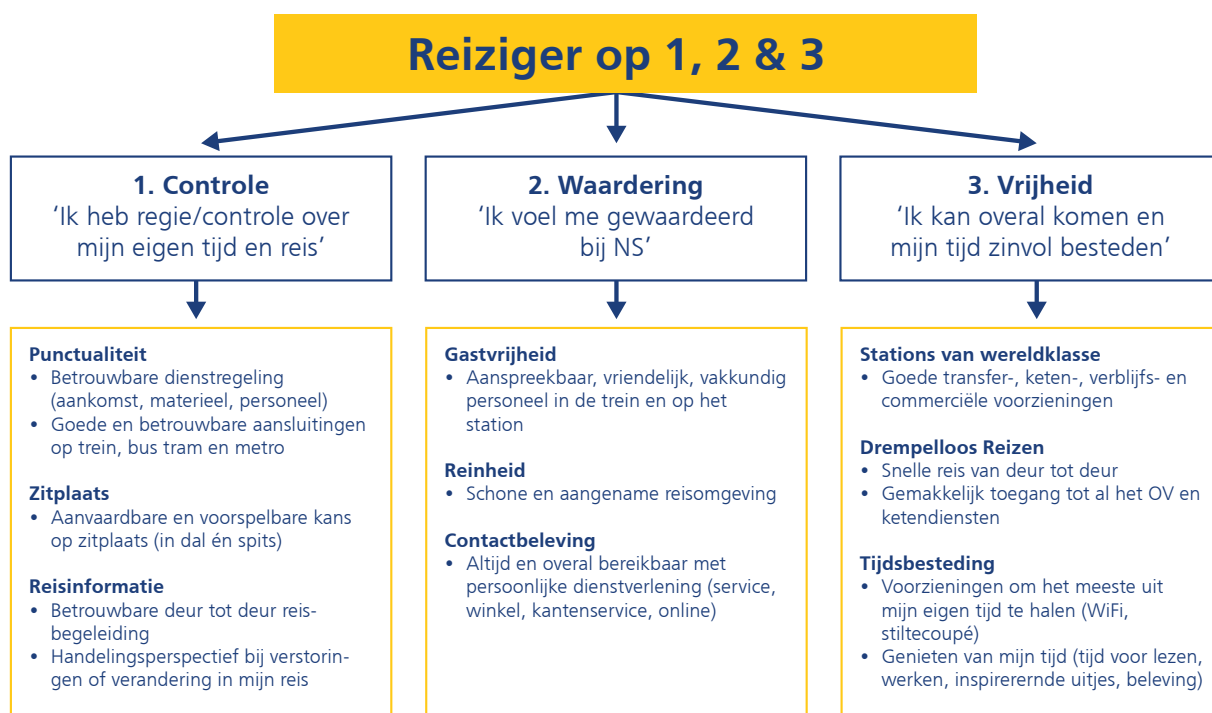 Reiziger op 1, 2 & 3
1. Controle
‘Ik heb regie/controle over
mijn eigen tijd en reis’
2. Waardering
‘Ik voel me gewaardeerd
bij NS’
3. Vrijheid
‘Ik kan overal komen en
mijn tijd zinvol besteden’
Punctualiteit
• Betrouwbare dienstregeling
(aankomst, materieel, personeel)
• Goede en betrouwbare aansluitingen
op trein, bus tram en metro
Zitplaats
• Aanvaardbare en voorspelbare kans
op zitplaats (in dal én spits)
Reisinformatie
• Betrouwbare deur tot deur reis-
begeleiding
• Handelingsperspectief bij verstorin-
gen of verandering in mijn reis
Gastvrijheid
• Aanspreekbaar, vriendelijk, vakkundig
personeel in de trein en op het
station
Reinheid
• Schone en aangename reisomgeving
Contactbeleving
• Altijd en overal bereikbaar met
persoonlijke dienstverlening (service,
winkel, kantenservice, online)
Stations van wereldklasse
• Goede transfer-, keten-, verblijfs- en
commerciële voorzieningen
Drempelloos Reizen
• Snelle reis van deur tot deur
• Gemakkelijk toegang tot al het OV en
ketendiensten
Tijdsbesteding
• Voorzieningen om het meeste uit
mijn eigen tijd te halen (WiFi,
stiltecoupé)
• Genieten van mijn tijd (tijd voor lezen,
werken, inspirerernde uitjes, beleving)